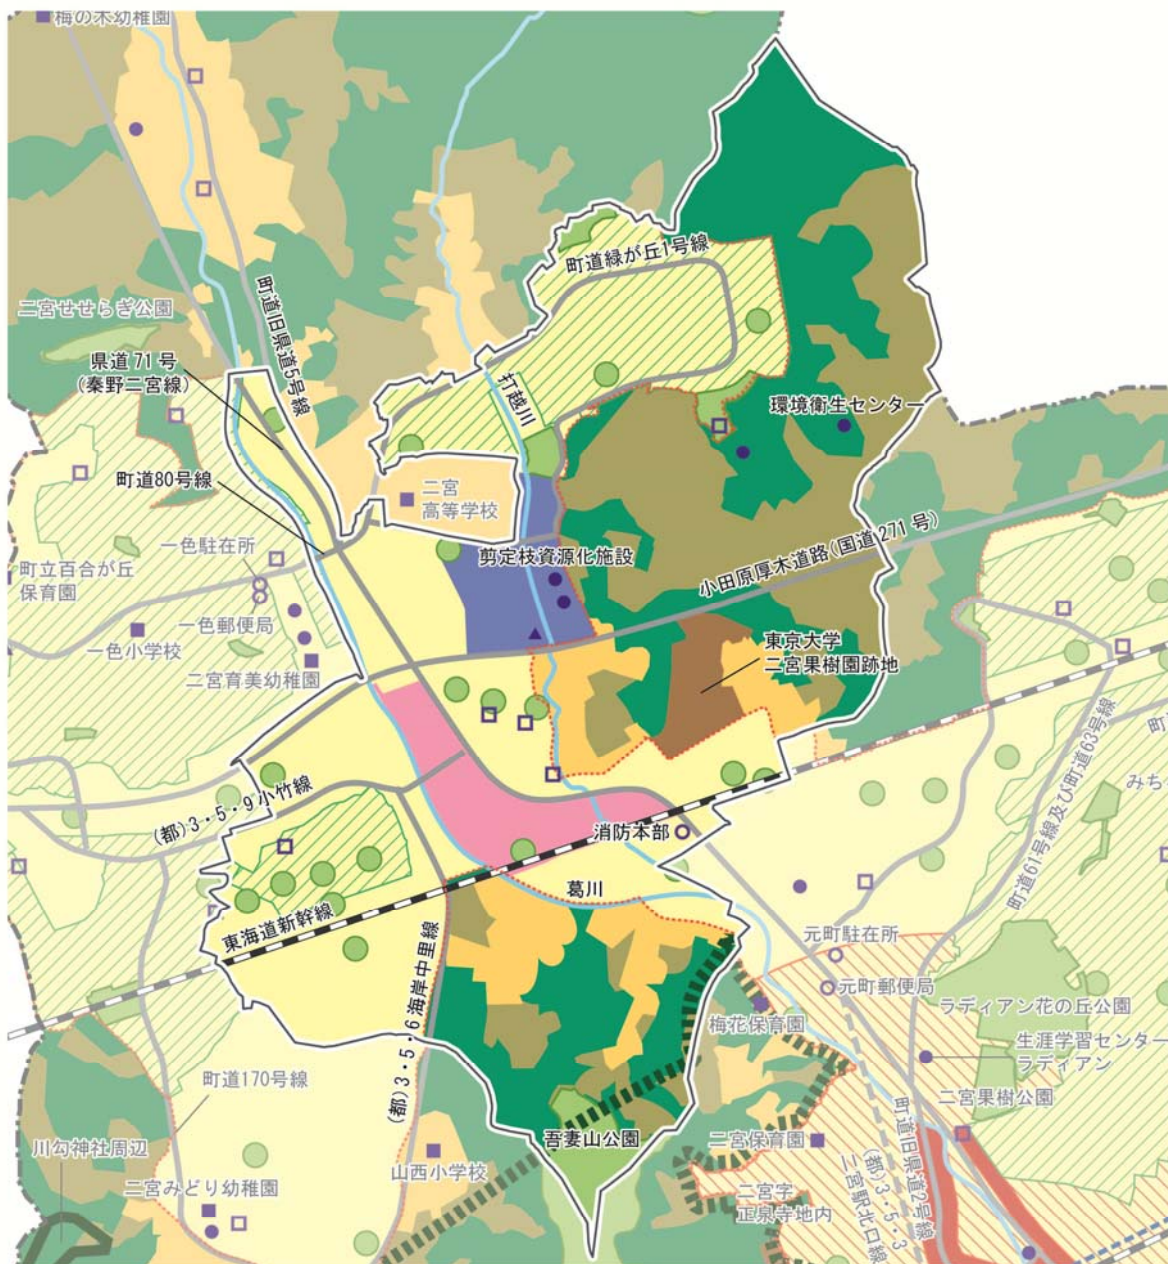 梅の木幼稚園
町道緑が丘1号線
二宮せせらぎ公園
町道旧県道5号線
県道71号
(秦野二宮線)
打越川
環境衛生センター
町道80号線
二宮
高等学校
小田原厚木道路(国道271号)
一色駐在所
剪定枝資源化施設
町立百合が丘
保育園
一色郵便局
一色小学校
東京大学
二宮果樹園跡地
二宮育美幼稚園
町道61号線及び町道63号線
町
みち
(都)3・5・9小竹線
消防本部
葛川
東海道新幹線
元町駐在所
(都)3・5・6海岸中里線
元町郵便局
梅花保育園
ラディアン花の丘公園
生涯学習センター
ラディアン
町道170号線
二宮果樹公園
川勾神社周辺
吾妻山公園
二宮保育園
山西小学校
町道旧県道2号線
二宮みどり幼稚園
二宮字
正泉寺地内
(都)3・5・3
二宮駅北口線